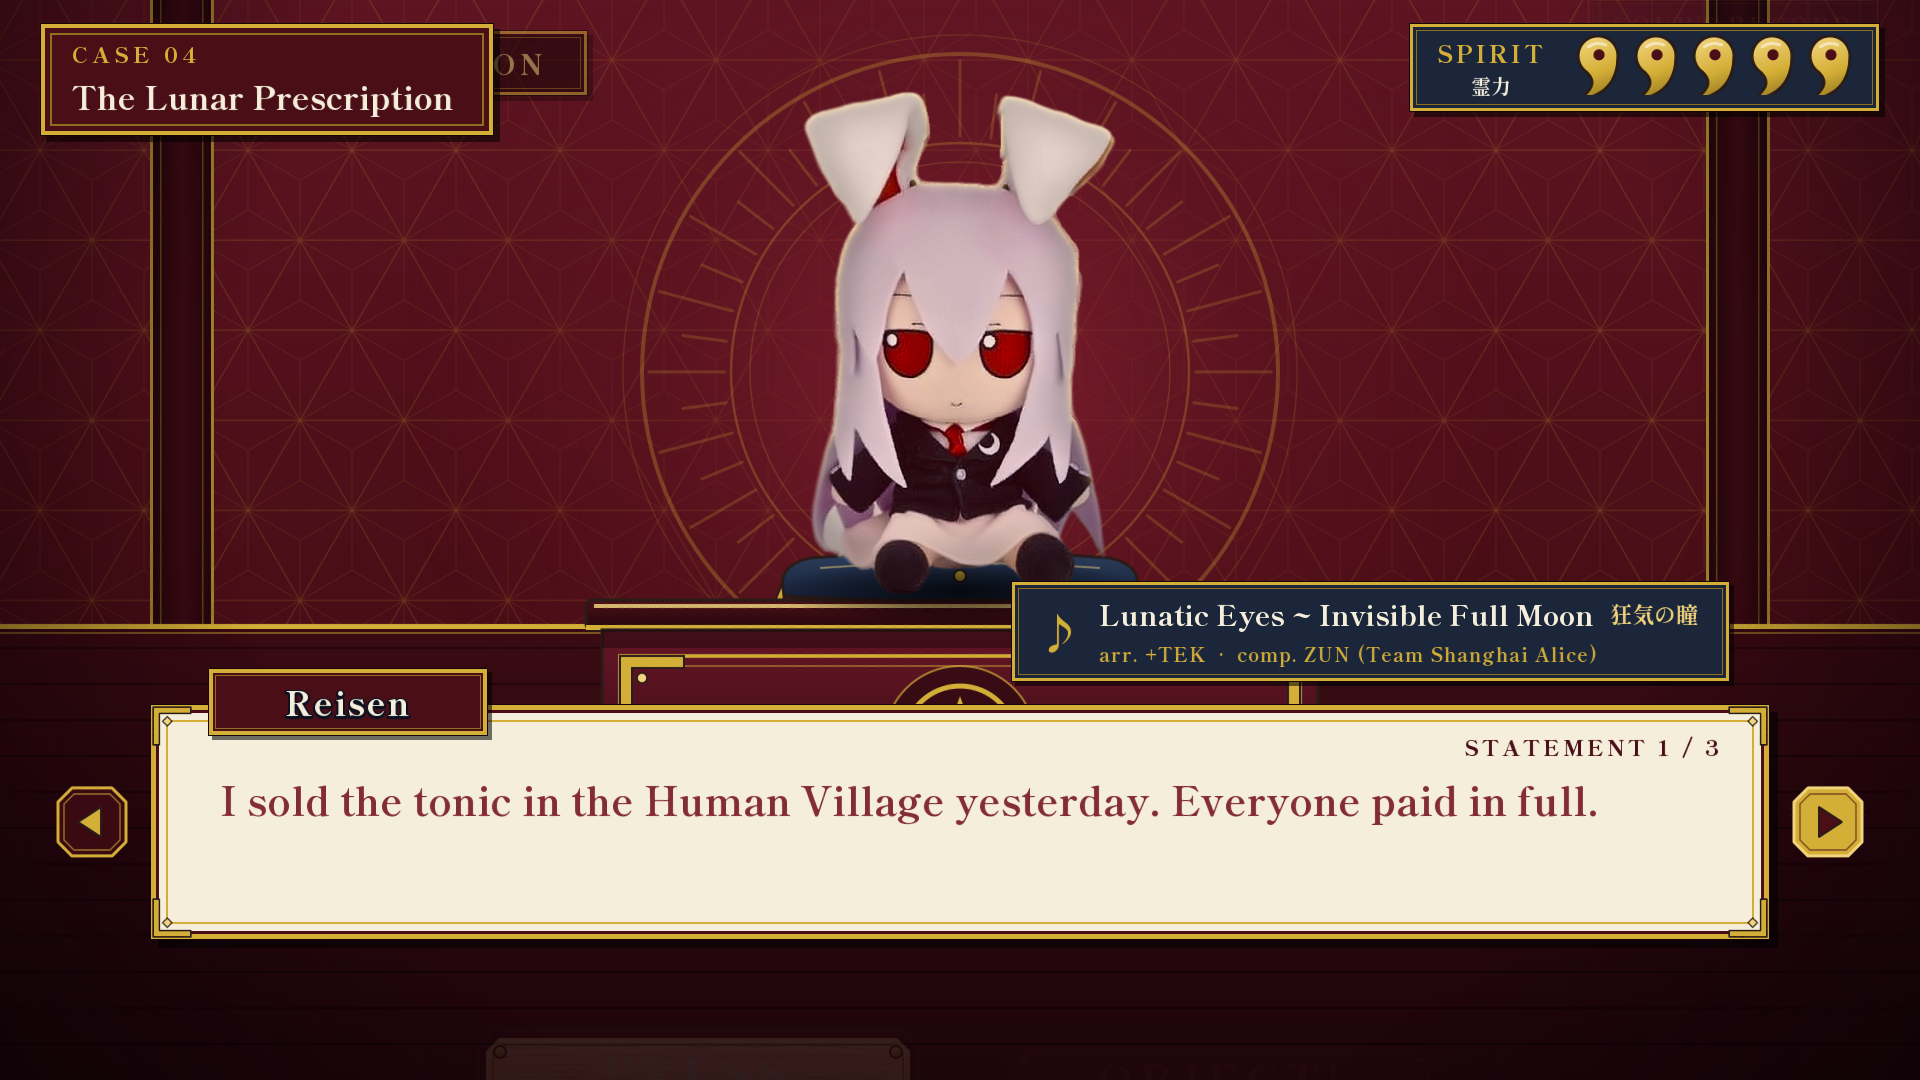 CASE 04
The Lunar Prescription
ON
SPIRIT
霊力
Lunatic Eyes ~ Invisible Full Moon 狂気の瞳
arr. +TEK · comp. ZUN (Team Shanghai Alice)
Reisen
STATEMENT 1 / 3
I sold the tonic in the Human Village yesterday. Everyone paid in full.
OBJECT!